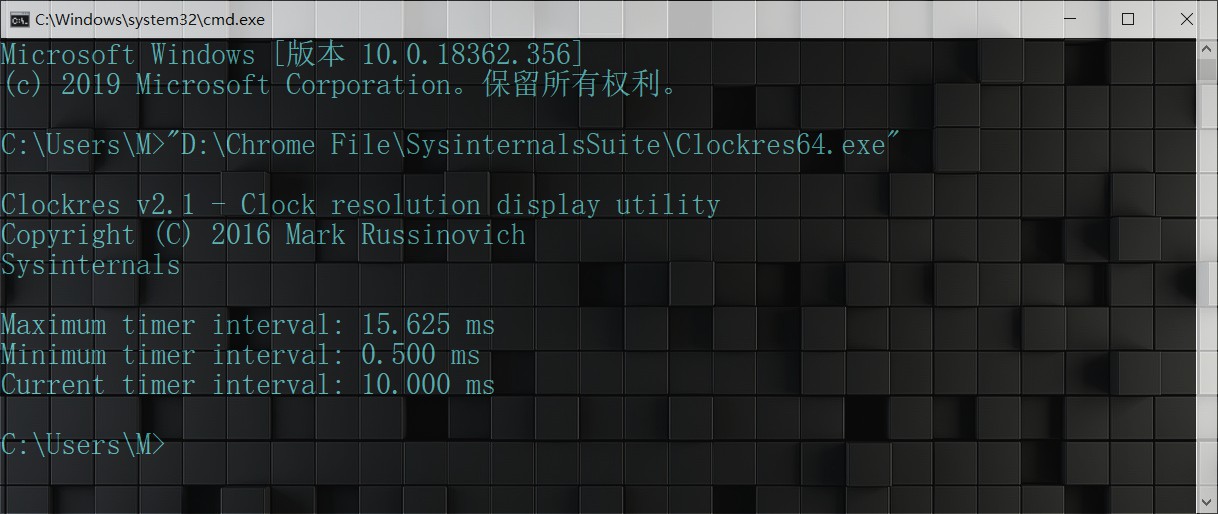 C:\Windows\system32\cmd.exe
Microsoft Windows [版本 10.0.18362.356]
(c) 2019 Microsoft Corporation。保留所有权利。
C:\Users\M>"D:\Chrome File\SysinternalsSuite\Clockres64.exe"
Clockres v2.1 - Clock resolution display utility
Copyright (C) 2016 Mark Russinovich
Sysinternals
Maximum timer interval: 15.625 ms
Minimum timer interval: 0.500 ms
Current timer interval: 10.000 ms
C:\Users\M>